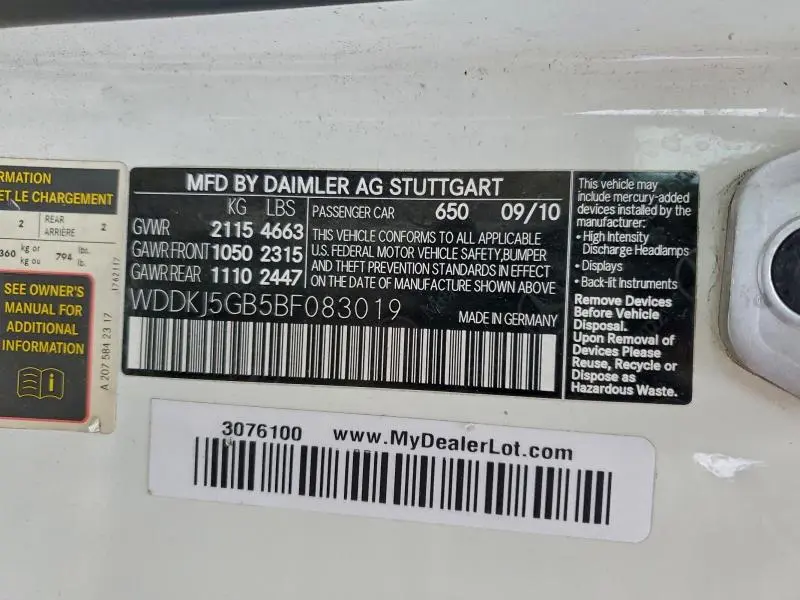 RMATION
ET LE CHARGEMENT
2 REAR ARRIÈRE 2
360 kg or kg ou 794 lbs. lb.
SEE OWNER'S
MANUAL FOR
ADDITIONAL
INFORMATION
i
A 207 584 23 17
1762117
MFD BY DAIMLER AG STUTTGART
KG LBS
GVWR 2115 4663
GAWR FRONT 1050 2315
GAWR REAR 1110 2447
PASSENGER CAR 650 09/10
THIS VEHICLE CONFORMS TO ALL APPLICABLE
U.S. FEDERAL MOTOR VEHICLE SAFETY,BUMPER
AND THEFT PREVENTION STANDARDS IN EFFECT
ON THE DATE OF MANUFACTURE SHOWN ABOVE
WDDKJ5GB5BF083019
MADE IN GERMANY
This vehicle may
include mercury-added
devices installed by the
manufacturer:
• High Intensity
Discharge Headlamps
• Displays
• Back-lit Instruments
Remove Devices
Before Vehicle
Disposal.
Upon Removal of
Devices Please
Reuse, Recycle or
Dispose as
Hazardous Waste.
3076100 www.MyDealerLot.com